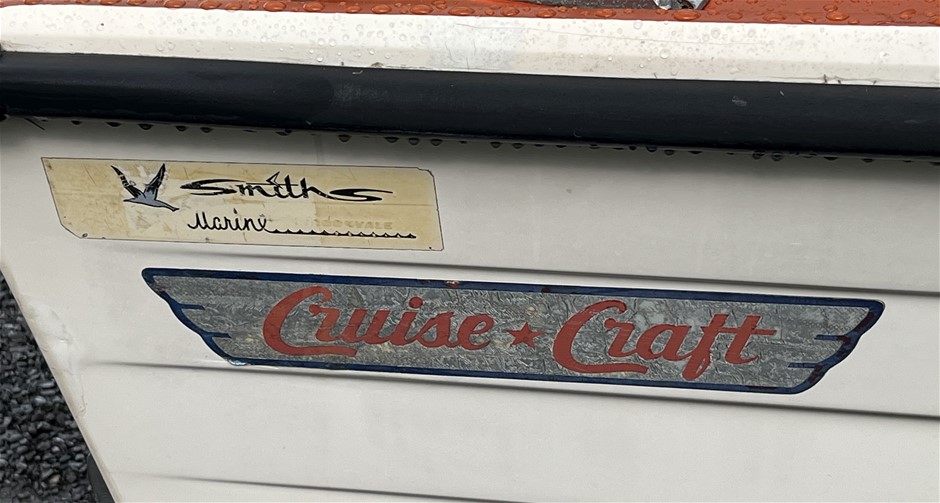 Smiths
Marine
Cruise ★ Craft